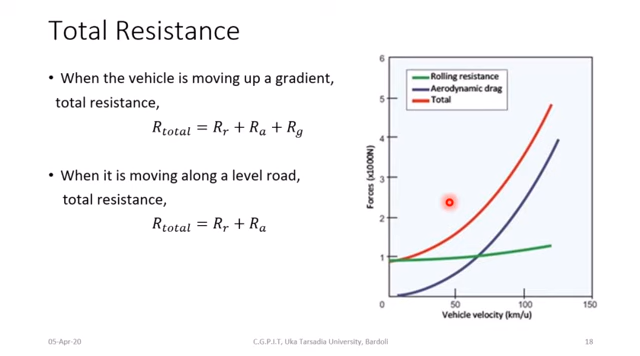 Total Resistance
• When the vehicle is moving up a gradient,
total resistance,
R_total = R_r + R_a + R_g
• When it is moving along a level road,
total resistance,
R_total = R_r + R_a
6
5
4
3
2
1
0
50
100
150
Forces (x1000N)
Vehicle velocity (km/u)
Rolling resistance
Aerodynamic drag
Total
05-Apr-20
C.G.P.I.T, Uka Tarsadia University, Bardoli
18